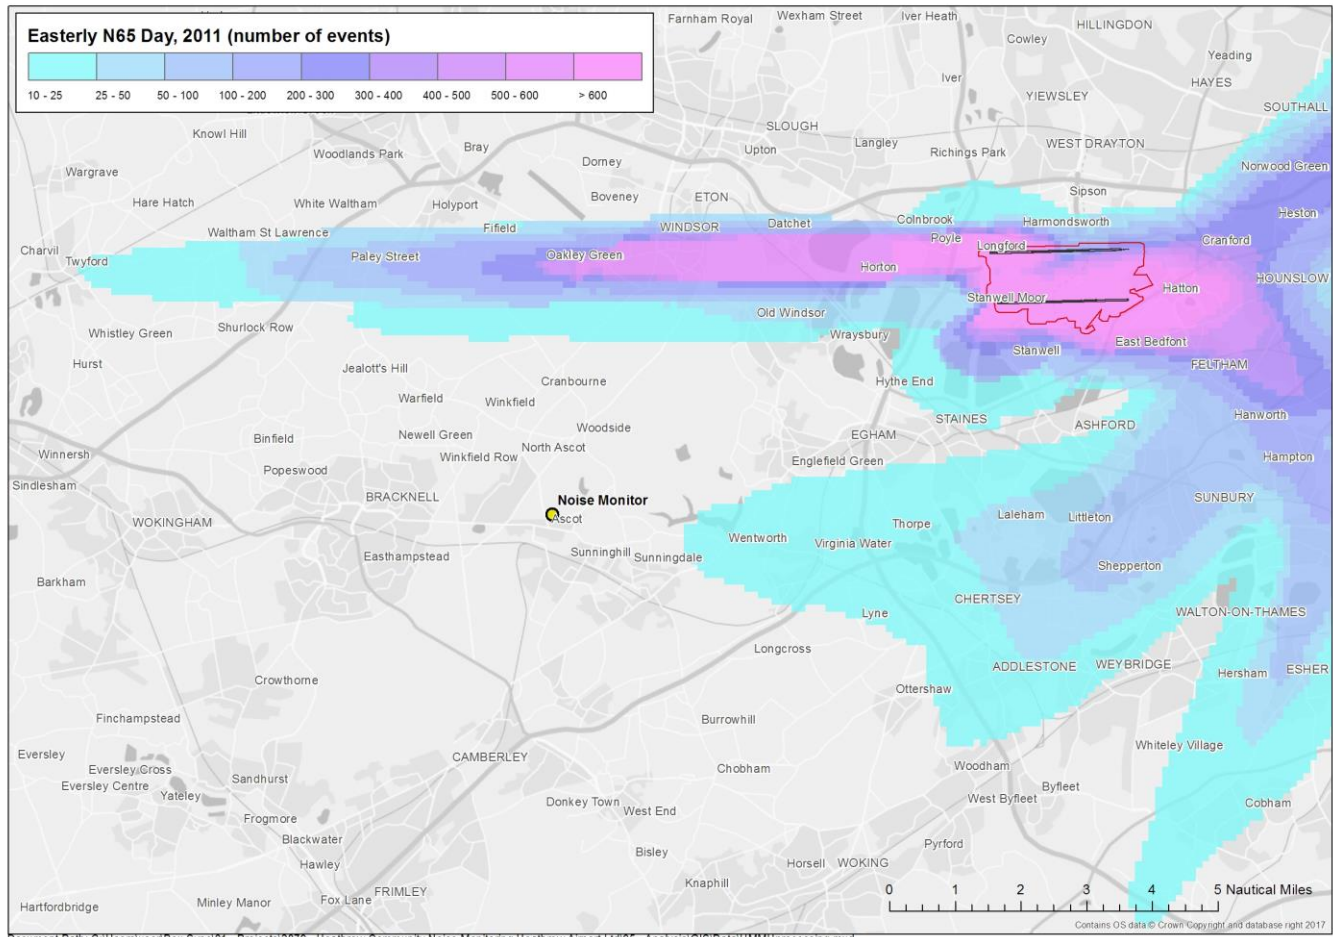 Farnham Royal
Wexham Street
Iver Heath
HILLINGDON
Easterly N65 Day, 2011 (number of events)
10 - 25 25 - 50 50 - 100 100 - 200 200 - 300 300 - 400 400 - 500 500 - 600 > 600
Cowley
Yeading
Iver
HAYES
YIEWSLEY
SOUTHALL
Knowl Hill
SLOUGH
Woodlands Park
Bray
Upton
Langley
Richings Park
WEST DRAYTON
Wargrave
Dorney
Norwood Green
Hare Hatch
White Waltham
Holyport
Boveney
ETON
Sipson
Heston
Waltham St Lawrence
Fifield
WINDSOR
Datchet
Colnbrook
Harmondsworth
Charvil
Twyford
Paley Street
Oakley Green
Poyle
Longford
Cranford
Horton
HOUNSLOW
Hatton
Stanwell Moor
Old Windsor
Whistley Green
Shurlock Row
Wraysbury
East Bedfont
Stanwell
Hurst
Jealott's Hill
Cranbourne
Hythe End
FELTHAM
Warfield
Winkfield
Hanworth
STAINES
ASHFORD
Binfield
Newell Green
Woodside
EGHAM
Winnersh
North Ascot
Winkfield Row
Englefield Green
Hampton
Popeswood
Sindlesham
BRACKNELL
Noise Monitor
SUNBURY
WOKINGHAM
Ascot
Laleham
Littleton
Thorpe
Wentworth
Virginia Water
Easthampstead
Sunninghill
Sunningdale
Shepperton
Barkham
CHERTSEY
Lyne
WALTON-ON-THAMES
Longcross
ADDLESTONE
WEYBRIDGE
Hersham
ESHER
Crowthorne
Ottershaw
Finchampstead
Burrowhill
Eversley
CAMBERLEY
Whiteley Village
Eversley Cross
Chobham
Woodham
Eversley Centre
Sandhurst
Byfleet
Yateley
Donkey Town
West End
West Byfleet
Cobham
Frogmore
Blackwater
Pyrford
Bisley
Hawley
Horsell
WOKING
Knaphill
FRIMLEY
Fox Lane
Minley Manor
Hartfordbridge
0 1 2 3 4 5 Nautical Miles
Contains OS data © Crown Copyright and database right 2017